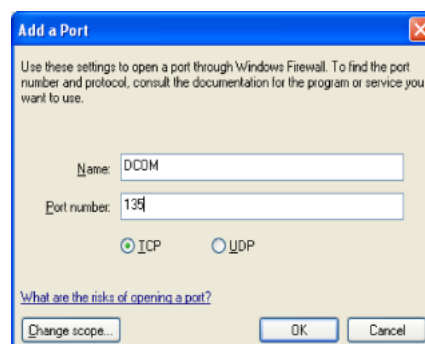 Add a Port
Use these settings to open a port through Windows Firewall. To find the port
number and protocol, consult the documentation for the program or service you
want to use.
Name: DCOM
Port number: 135
TCP UDP
What are the risks of opening a port?
Change scope... OK Cancel